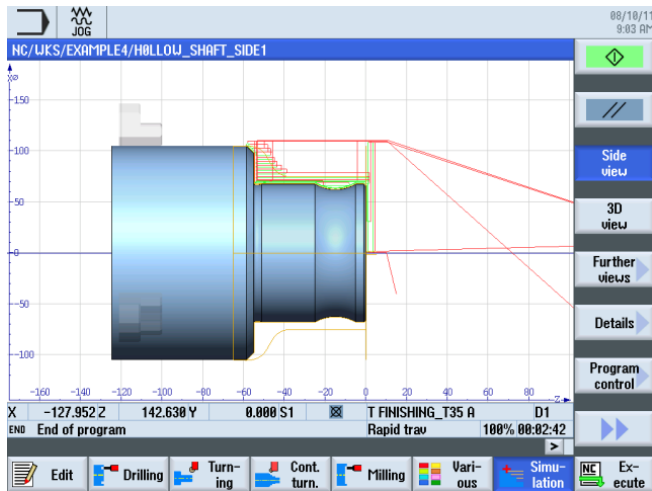 JOG
08/10/11
9:03 AM
NC/WKS/EXAMPLE4/HOLLOW_SHAFT_SIDE1
Side
view
3D
view
Further
views
Details
Program
control
-150
-100
-50
-0
-50
-100
-160 -140 -120 -100 -80 -60 -40 -20 0 20 40 60 80 Z
X -127.952 Z 142.630 Y 0.000 S1 T FINISHING_T35 A D1
END End of program Rapid trav 100% 00:02:42
>
Edit
Drilling
Turn-
ing
Cont.
turn.
Milling
Vari-
ous
Simu-
lation
NC Ex-
ecute